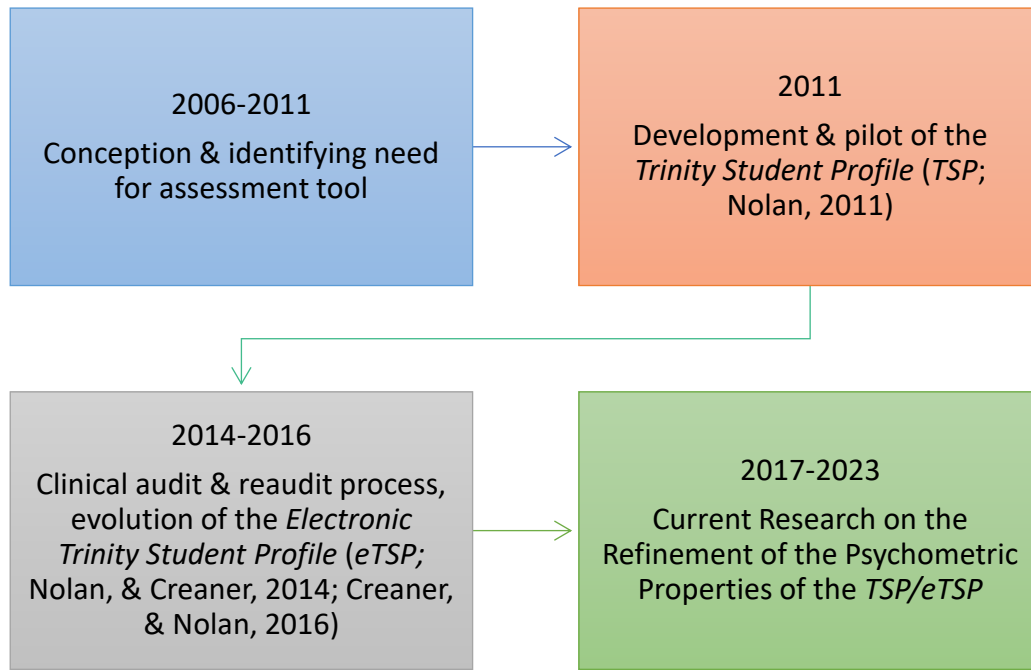 2006-2011
Conception & identifying need
for assessment tool
2011
Development & pilot of the
Trinity Student Profile (TSP;
Nolan, 2011)
2014-2016
Clinical audit & reaudit process,
evolution of the Electronic
Trinity Student Profile (eTSP;
Nolan, & Creaner, 2014; Creaner,
& Nolan, 2016)
2017-2023
Current Research on the
Refinement of the Psychometric
Properties of the TSP/eTSP